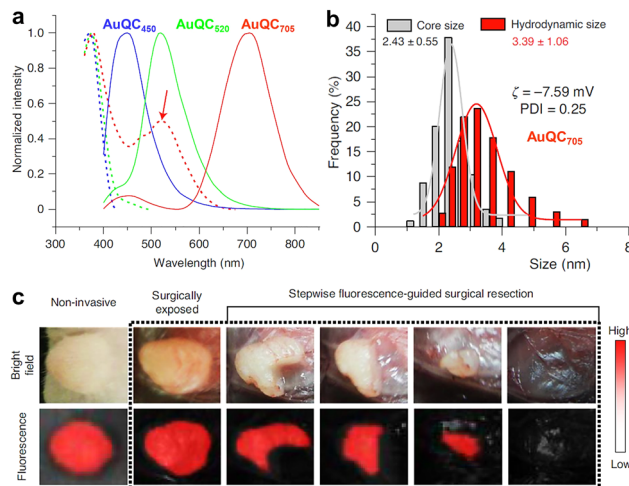 a
AuQC450 AuQC520 AuQC705
Normalized intensity
1.0
0.8
0.6
0.4
0.2
0
300 400 500 600 700 800
Wavelength (nm)
b
Core size Hydrodynamic size
2.43 ± 0.55 3.39 ± 1.06
ζ = –7.59 mV
PDI = 0.25
AuQC705
Frequency (%)
40
35
30
25
20
15
10
5
0
0 2 4 6 8
Size (nm)
c
Non-invasive
Surgically
exposed
Stepwise fluorescence-guided surgical resection
Bright
field
Fluorescence
High
Low